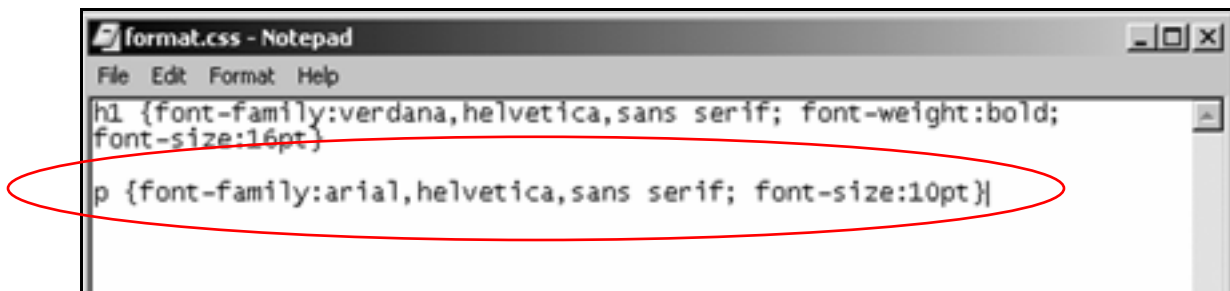 format.css - Notepad
File Edit Format Help
h1 {font-family:verdana,helvetica,sans serif; font-weight:bold;
font-size:16pt}
p {font-family:arial,helvetica,sans serif; font-size:10pt}